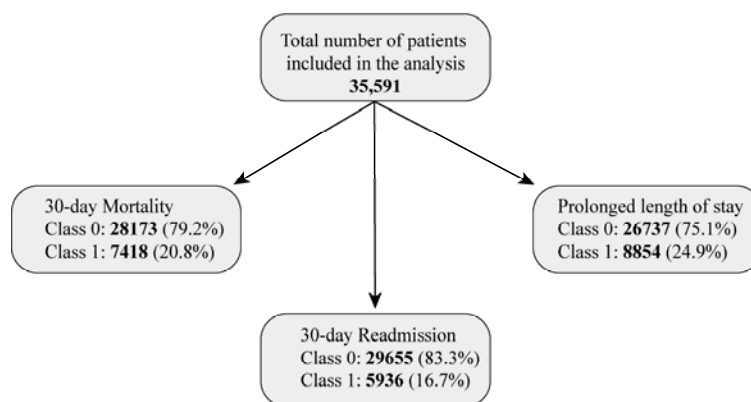 Total number of patients
included in the analysis
35,591
30-day Mortality
Class 0: 28173 (79.2%)
Class 1: 7418 (20.8%)
Prolonged length of stay
Class 0: 26737 (75.1%)
Class 1: 8854 (24.9%)
30-day Readmission
Class 0: 29655 (83.3%)
Class 1: 5936 (16.7%)